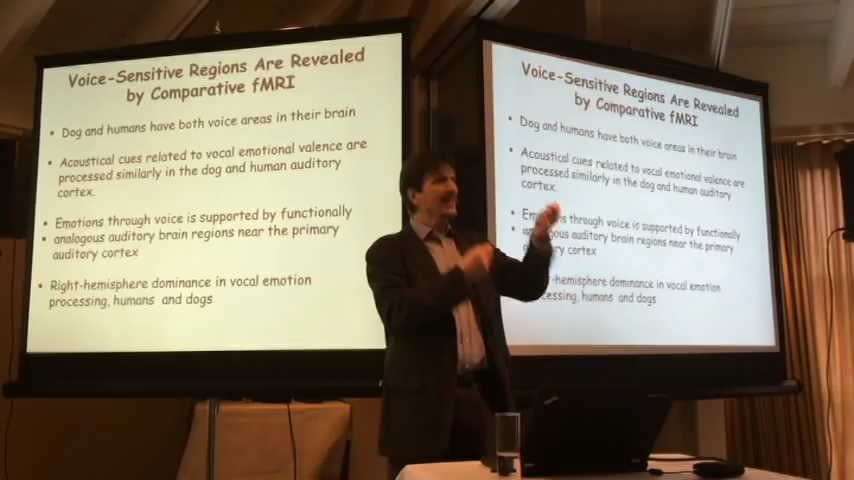 Voice-Sensitive Regions Are Revealed
by Comparative fMRI
• Dog and humans have both voice areas in their brain
• Acoustical cues related to vocal emotional valence are
processed similarly in the dog and human auditory
cortex.
• Emotions through voice is supported by functionally
• analogous auditory brain regions near the primary
auditory cortex
• Right-hemisphere dominance in vocal emotion
processing, humans and dogs
Voice-Sensitive Regions Are Revealed
by Comparative fMRI
• Dog and humans have both voice areas in their brain
• Acoustical cues related to vocal emotional valence are
processed similarly in the dog and human auditory
cortex.
• through voice is supported by functionally
• auditory brain regions near the primary
cortex
-hemisphere dominance in vocal emotion
humans and dogs